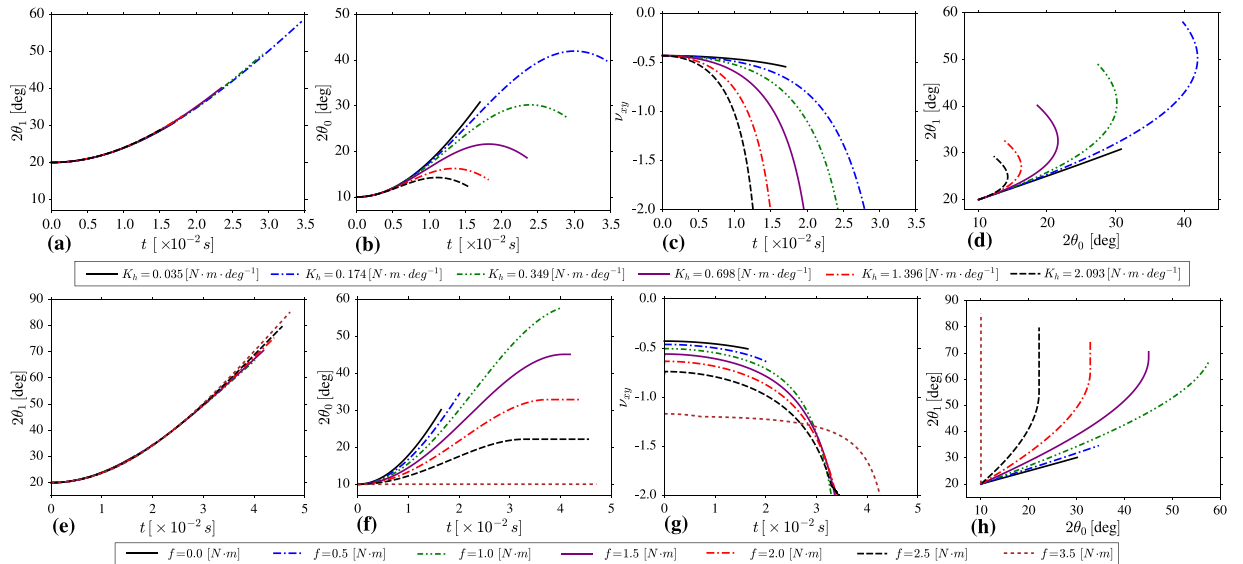 60
50
40
30
20
10
2θ₁ [deg]
0.0 0.5 1.0 1.5 2.0 2.5 3.0 3.5
(a)
t [ ×10⁻² s]
50
40
30
20
10
2θ₀ [deg]
0.0 0.5 1.0 1.5 2.0 2.5 3.0 3.5
(b)
t [ ×10⁻² s]
0.0
-0.5
-1.0
-1.5
-2.0
ν_xy
0.0 0.5 1.0 1.5 2.0 2.5 3.0 3.5
(c)
t [ ×10⁻² s]
60
50
40
30
20
2θ₁ [deg]
10 20 30 40
(d)
2θ₀ [deg]
K_h=0.035 [N·m·deg⁻¹] K_h=0.174 [N·m·deg⁻¹] K_h=0.349 [N·m·deg⁻¹] K_h=0.698 [N·m·deg⁻¹] K_h=1.396 [N·m·deg⁻¹] K_h=2.093 [N·m·deg⁻¹]
90
80
70
60
50
40
30
20
2θ₁ [deg]
0 1 2 3 4 5
(e)
t [ ×10⁻² s]
60
50
40
30
20
10
2θ₀ [deg]
0 1 2 3 4 5
(f)
t [ ×10⁻² s]
0.0
-0.5
-1.0
-1.5
-2.0
ν_xy
0 1 2 3 4 5
(g)
t [ ×10⁻² s]
90
80
70
60
50
40
30
20
2θ₁ [deg]
10 20 30 40 50 60
(h)
2θ₀ [deg]
f=0.0 [N·m] f=0.5 [N·m] f=1.0 [N·m] f=1.5 [N·m] f=2.0 [N·m] f=2.5 [N·m] f=3.5 [N·m]